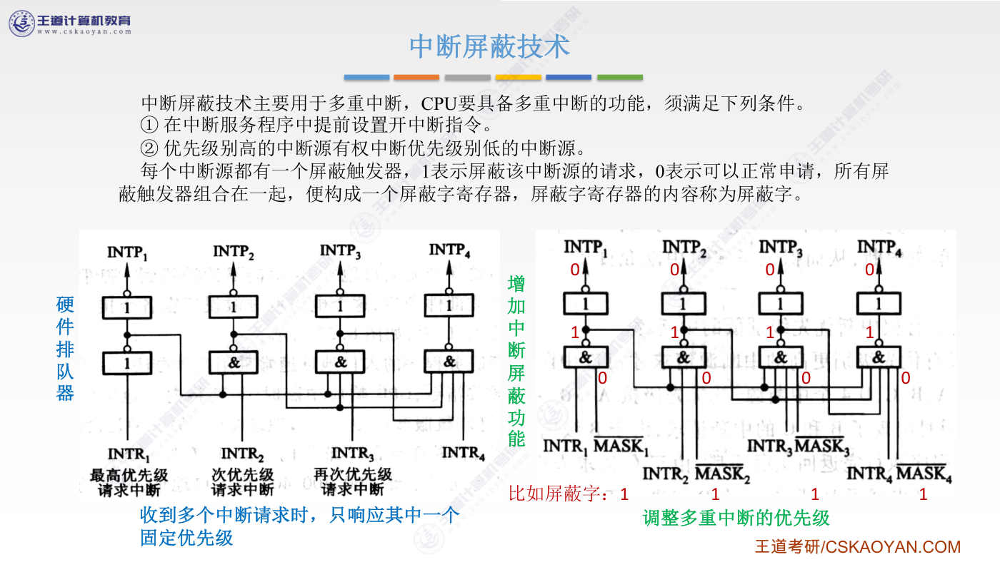 王道计算机教育
www.cskaoyan.com
中断屏蔽技术
中断屏蔽技术主要用于多重中断，CPU要具备多重中断的功能，须满足下列条件。
① 在中断服务程序中提前设置开中断指令。
② 优先级别高的中断源有权中断优先级别低的中断源。
每个中断源都有一个屏蔽触发器，1表示屏蔽该中断源的请求，0表示可以正常申请，所有屏
蔽触发器组合在一起，便构成一个屏蔽字寄存器，屏蔽字寄存器的内容称为屏蔽字。
硬件排队器
INTP₁ INTP₂ INTP₃ INTP₄
1 1 1 1
1 & & &
INTR₁ INTR₂ INTR₃ INTR₄
最高优先级 次优先级 再次优先级
请求中断 请求中断 请求中断
收到多个中断请求时，只响应其中一个
固定优先级
增加中断屏蔽功能
INTP₁ INTP₂ INTP₃ INTP₄
0 0 0 0
1 1 1 1
1 1 1 1
& & & &
0 0 0 0
INTR₁ M̅A̅S̅K̅₁ INTR₃ M̅A̅S̅K̅₃
INTR₂ M̅A̅S̅K̅₂ INTR₄ M̅A̅S̅K̅₄
比如屏蔽字：1 1 1 1
调整多重中断的优先级
王道考研/CSKAOYAN.COM